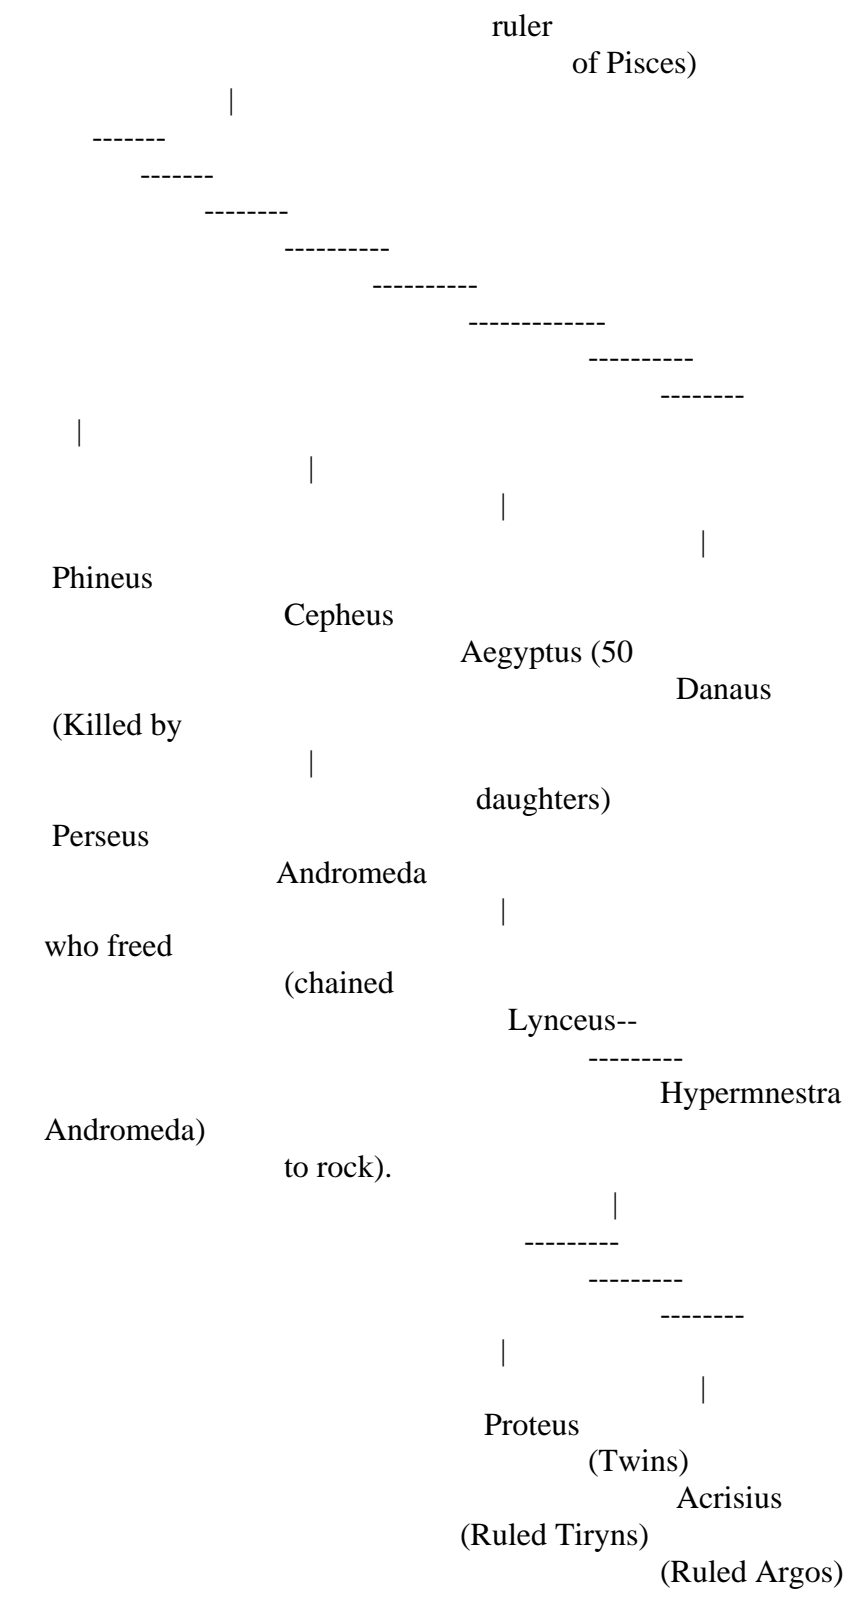 ruler
of Pisces)
|
-------
-------
--------
----------
----------
-------------
----------
--------
|
|
|
|
Phineus
Cepheus
Aegyptus (50
Danaus
(Killed by
|
daughters)
Perseus
Andromeda
|
who freed
(chained
Lynceus--
---------
Hypermnestra
Andromeda)
to rock).
|
---------
---------
--------
|
|
Proteus
(Twins)
Acrisius
(Ruled Tiryns)
(Ruled Argos)